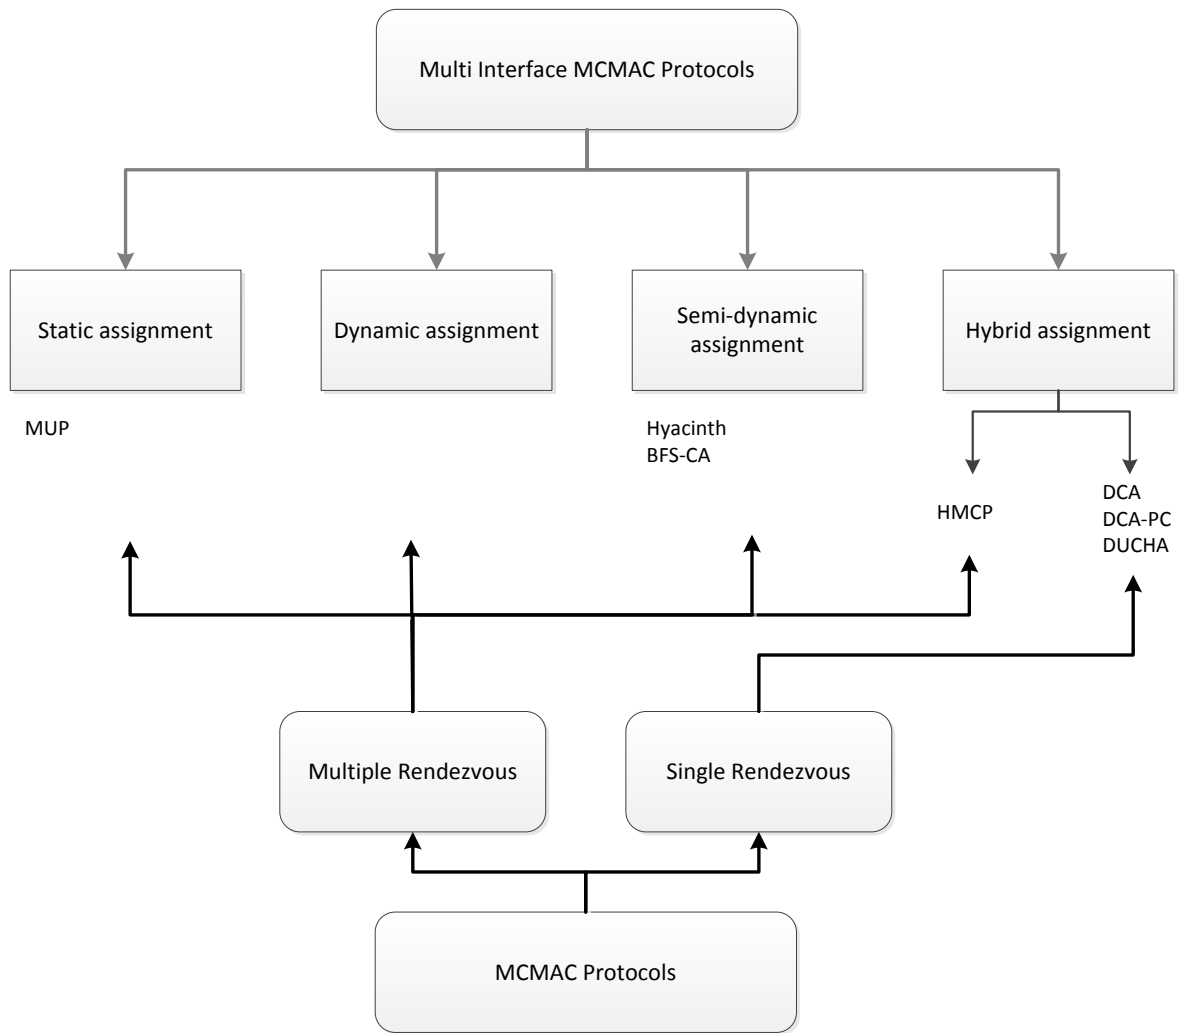 Multi Interface MCMAC Protocols
Static assignment
Dynamic assignment
Semi-dynamic
assignment
Hybrid assignment
MUP
Hyacinth
BFS-CA
HMCP
DCA
DCA-PC
DUCHA
Multiple Rendezvous
Single Rendezvous
MCMAC Protocols